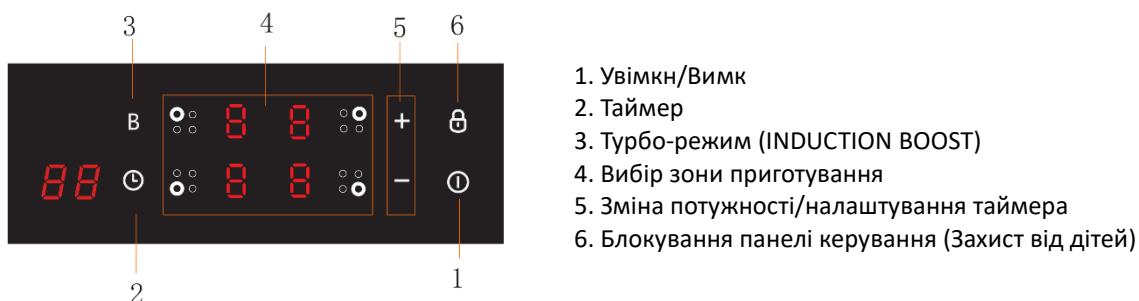 3 4 5 6
B 8 8 +
88 8 8 −
2 1
1. Увімкн/Вимк
2. Таймер
3. Турбо-режим (INDUCTION BOOST)
4. Вибір зони приготування
5. Зміна потужності/налаштування таймера
6. Блокування панелі керування (Захист від дітей)